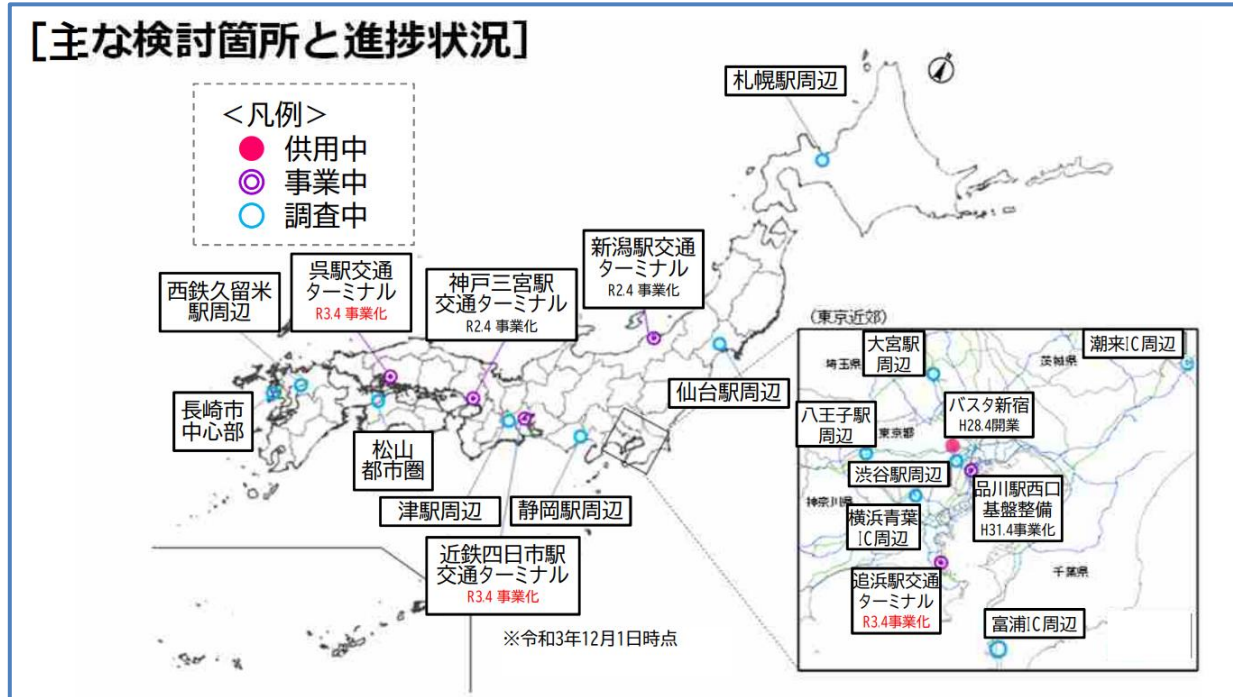 [主な検討箇所と進捗状況]
＜凡例＞
供用中
事業中
調査中
札幌駅周辺
新潟駅交通
ターミナル
R2.4 事業化
神戸三宮駅
交通ターミナル
R2.4 事業化
呉駅交通
ターミナル
R3.4 事業化
西鉄久留米
駅周辺
長崎市
中心部
松山
都市圏
津駅周辺
静岡駅周辺
近鉄四日市駅
交通ターミナル
R3.4 事業化
仙台駅周辺
※令和3年12月1日時点
(東京近郊)
大宮駅
周辺
埼玉県
茨城県
潮来IC周辺
八王子駅
周辺
東京都
バスタ新宿
H28.4開業
渋谷駅周辺
神奈川県
品川駅西口
基盤整備
H31.4事業化
横浜青葉
IC周辺
追浜駅交通
ターミナル
R3.4事業化
千葉県
富浦IC周辺